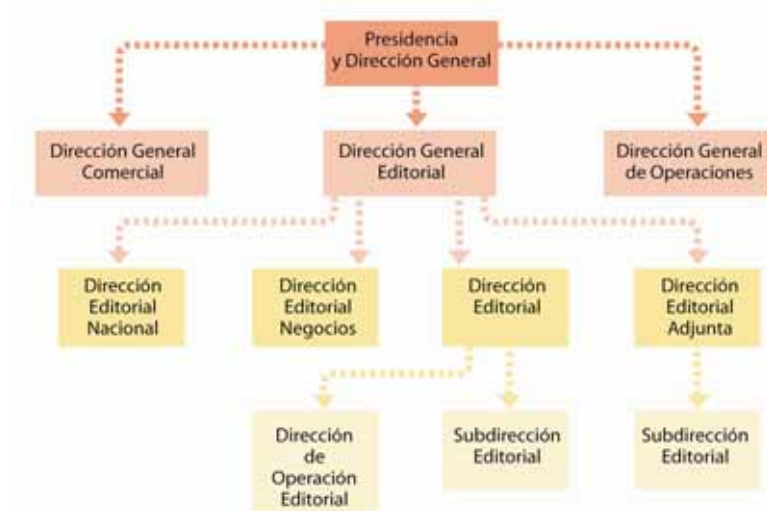 Presidencia
y Dirección General
Dirección General
Comercial
Dirección General
Editorial
Dirección General
de Operaciones
Dirección
Editorial
Nacional
Dirección
Editorial
Negocios
Dirección
Editorial
Dirección
Editorial
Adjunta
Dirección
de
Operación
Editorial
Subdirección
Editorial
Subdirección
Editorial